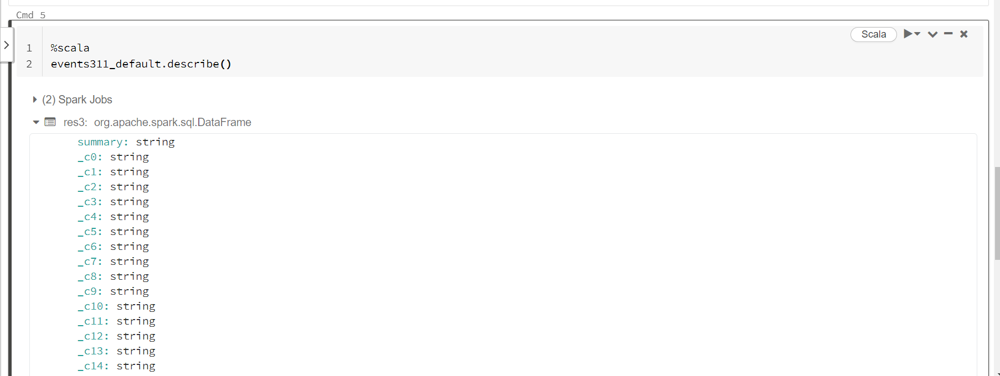 Cmd 5
Scala
1 %scala
2 events311_default.describe()
(2) Spark Jobs
res3: org.apache.spark.sql.DataFrame
summary: string
_c0: string
_c1: string
_c2: string
_c3: string
_c4: string
_c5: string
_c6: string
_c7: string
_c8: string
_c9: string
_c10: string
_c11: string
_c12: string
_c13: string
_c14: string